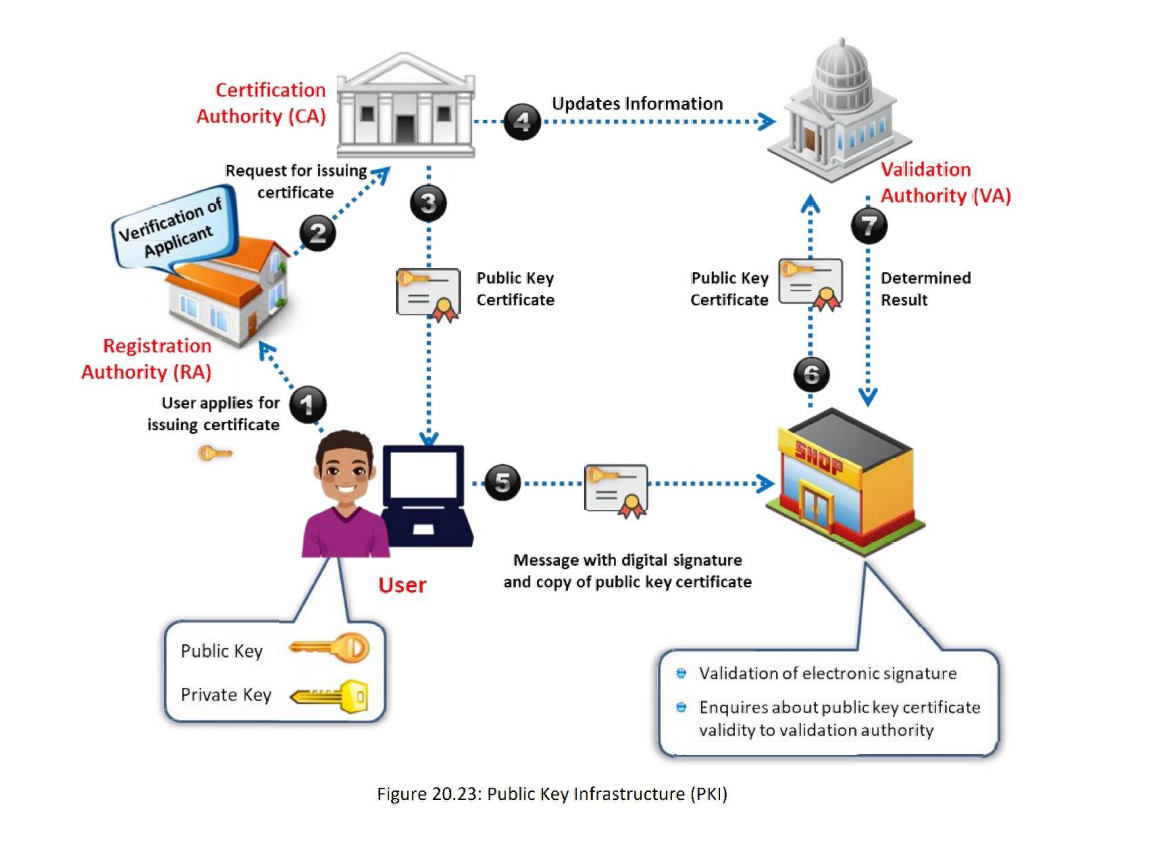 Certification
Authority (CA)
4
Updates Information
Validation
Authority (VA)
Request for issuing
certificate
2
3
7
Verification of
Applicant
Public Key
Certificate
Public Key
Certificate
Determined
Result
Registration
Authority (RA)
6
User applies for
issuing certificate
1
SHOP
5
Message with digital signature
and copy of public key certificate
User
Public Key
Private Key
Validation of electronic signature
Enquires about public key certificate
validity to validation authority
Figure 20.23: Public Key Infrastructure (PKI)